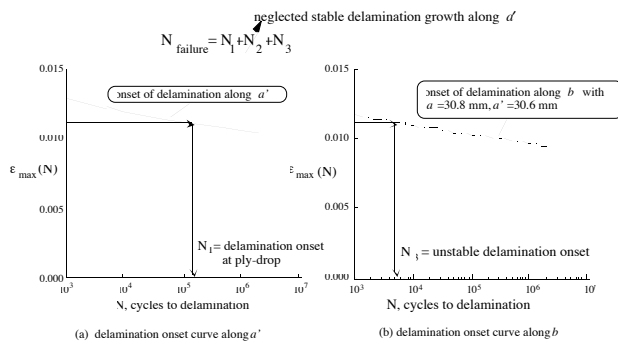 neglected stable delamination growth along a'
N failure = N1+N2+N3
0.015
0.010
ε max (N)
0.005
0.000
onset of delamination along a'
N1= delamination onset
at ply-drop
10³ 10⁴ 10⁵ 10⁶ 10⁷
N, cycles to delamination
(a) delamination onset curve along a'
0.015
0.010
ε max (N)
0.005
0.000
onset of delamination along b with
a =30.8 mm, a' =30.6 mm
N3 = unstable delamination onset
10³ 10⁴ 10⁵ 10⁶ 10⁷
N, cycles to delamination
(b) delamination onset curve along b